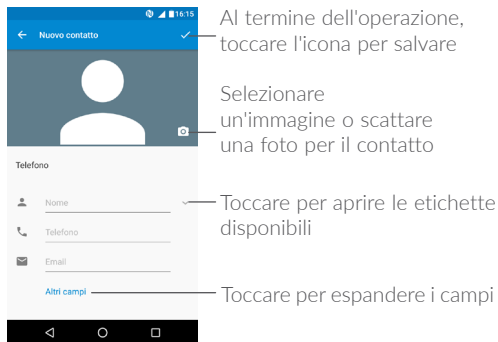 16:15
Nuovo contatto
Al termine dell'operazione,
toccare l'icona per salvare
Selezionare
un'immagine o scattare
una foto per il contatto
Telefono
Nome
Toccare per aprire le etichette
disponibili
Telefono
Email
Altri campi
Toccare per espandere i campi